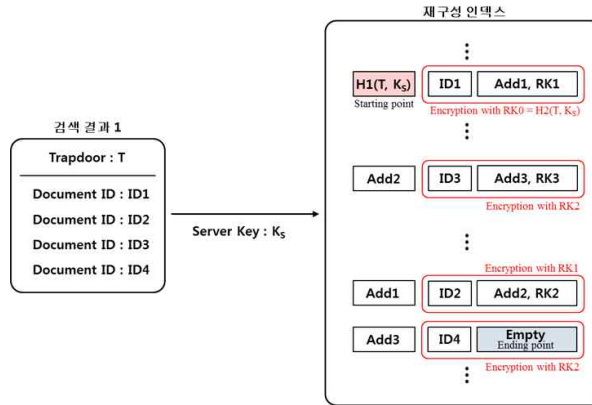 재구성 인덱스
H1(T, KS)
ID1
Add1, RK1
Starting point
Encryption with RK0 = H2(T, KS)
검색 결과 1
Trapdoor : T
Document ID : ID1
Document ID : ID2
Document ID : ID3
Document ID : ID4
Server Key : KS
Add2
ID3
Add3, RK3
Encryption with RK2
Encryption with RK1
Add1
ID2
Add2, RK2
Add3
ID4
Empty
Ending point
Encryption with RK2